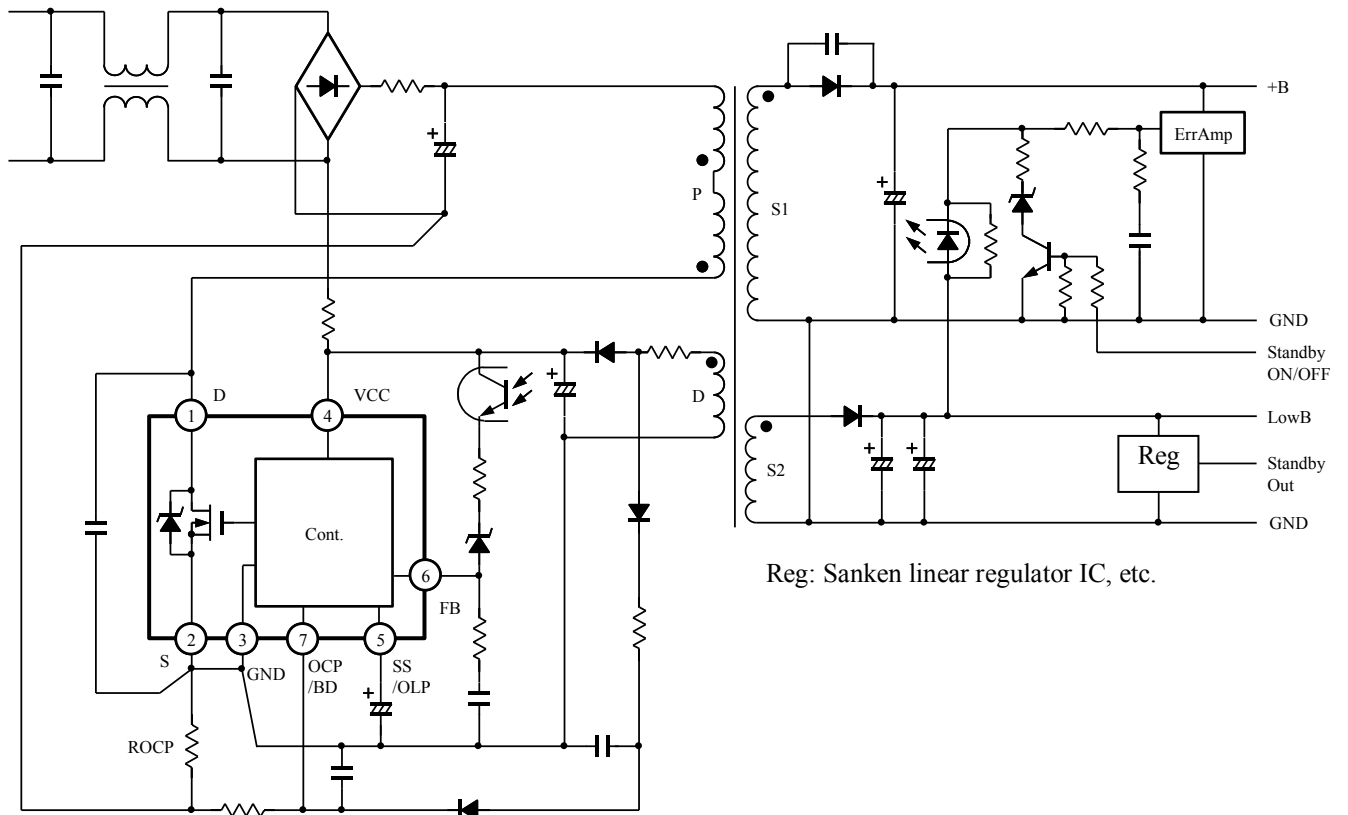 +B
ErrAmp
P
S1
GND
Standby
ON/OFF
D
VCC
D
1
4
LowB
S2
Reg
Standby
Out
Cont.
GND
6
FB
Reg: Sanken linear regulator IC, etc.
2
3
7
5
S
GND
OCP
/BD
SS
/OLP
ROCP
+
+
+
+
+
+